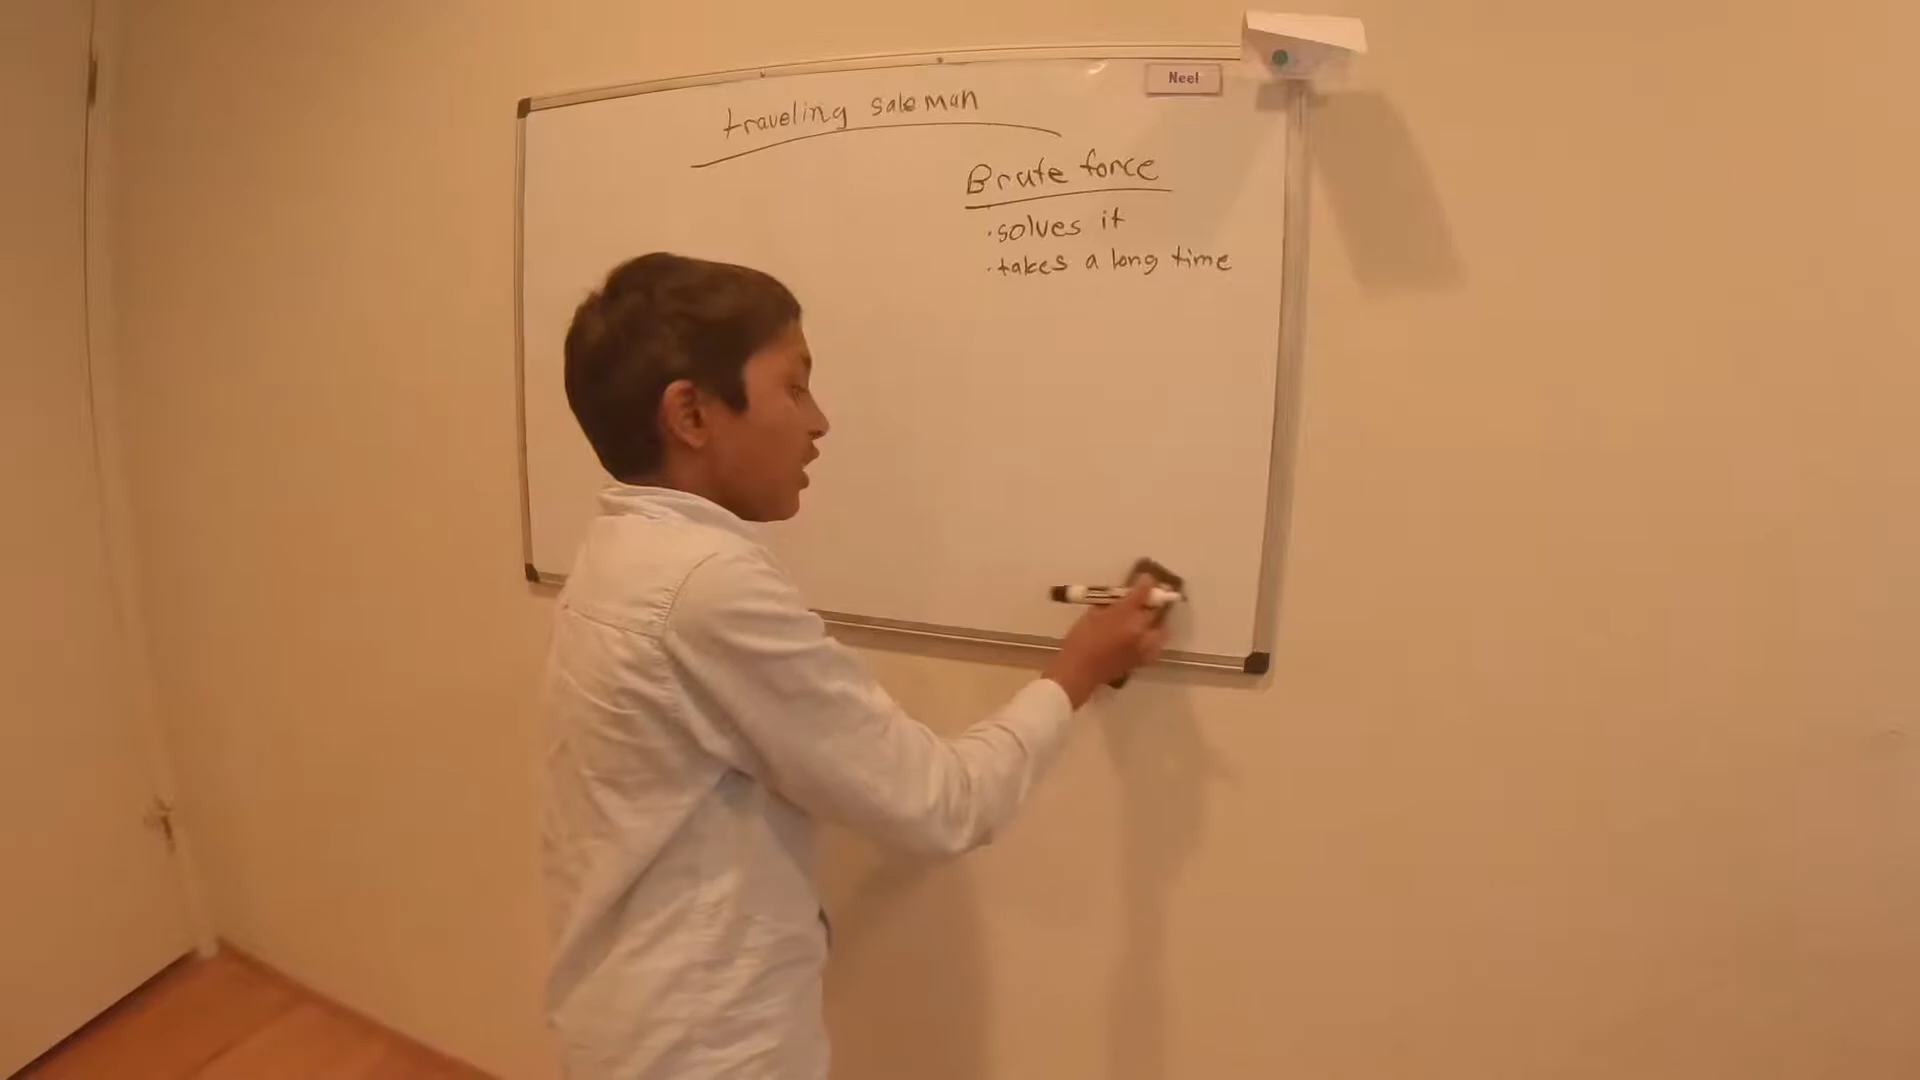 Neel
traveling saleman
Brute force
·solves it
·takes a long time